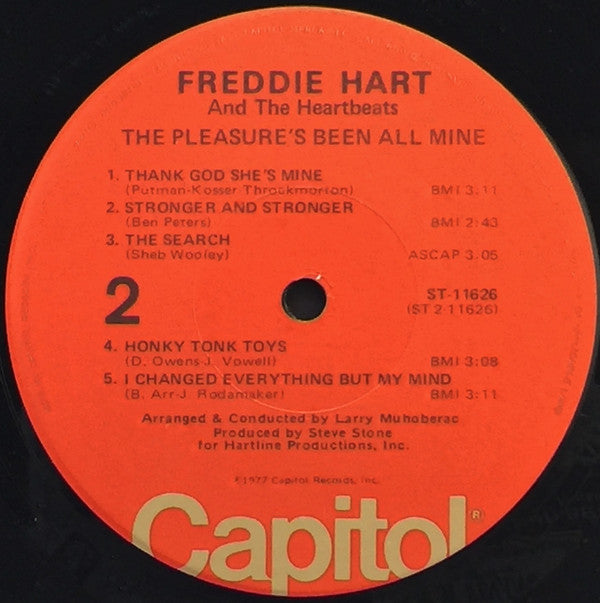 FREDDIE HART
And The Heartbeats
THE PLEASURE'S BEEN ALL MINE
1. THANK GOD SHE'S MINE
(Putman-Kosser Throckmorton) BMI 3:11
2. STRONGER AND STRONGER
(Ben Peters) BMI 2:43
3. THE SEARCH
(Sheb Wooley) ASCAP 3:05
2
ST-11626
(ST 2-11626)
4. HONKY TONK TOYS
(D. Owens-J. Vowell) BMI 3:08
5. I CHANGED EVERYTHING BUT MY MIND
(B. Arr-J. Rodamaker) BMI 3:11
Arranged & Conducted by Larry Muhoberac
Produced by Steve Stone
for Hartline Productions, Inc.
℗1977 Capitol Records, Inc.
Capitol®